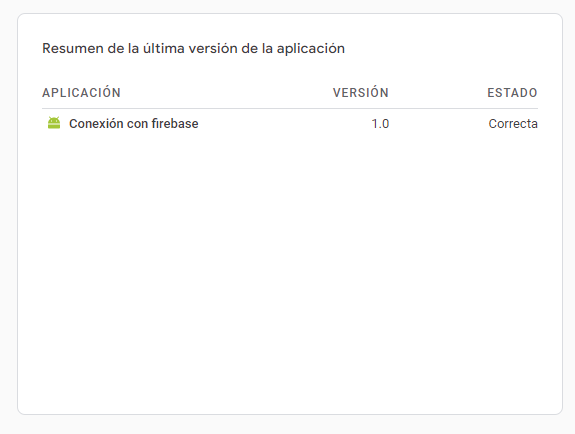 Resumen de la última versión de la aplicación
APLICACIÓN VERSIÓN ESTADO
Conexión con firebase 1.0 Correcta